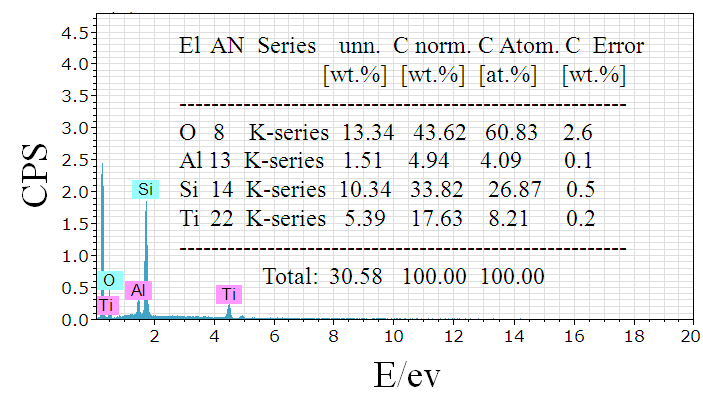 4.5
4.0
3.5
3.0
2.5
2.0
1.5
1.0
0.5
0.0
CPS
El AN Series unn. C norm. C Atom. C Error
[wt.%] [wt.%] [at.%] [wt.%]
-----------------------------------------------
O 8 K-series 13.34 43.62 60.83 2.6
Al 13 K-series 1.51 4.94 4.09 0.1
Si 14 K-series 10.34 33.82 26.87 0.5
Ti 22 K-series 5.39 17.63 8.21 0.2
-----------------------------------------------
Total: 30.58 100.00 100.00
Si
O
Ti
Al
Ti
2 4 6 8 10 12 14 16 18 20
E/ev